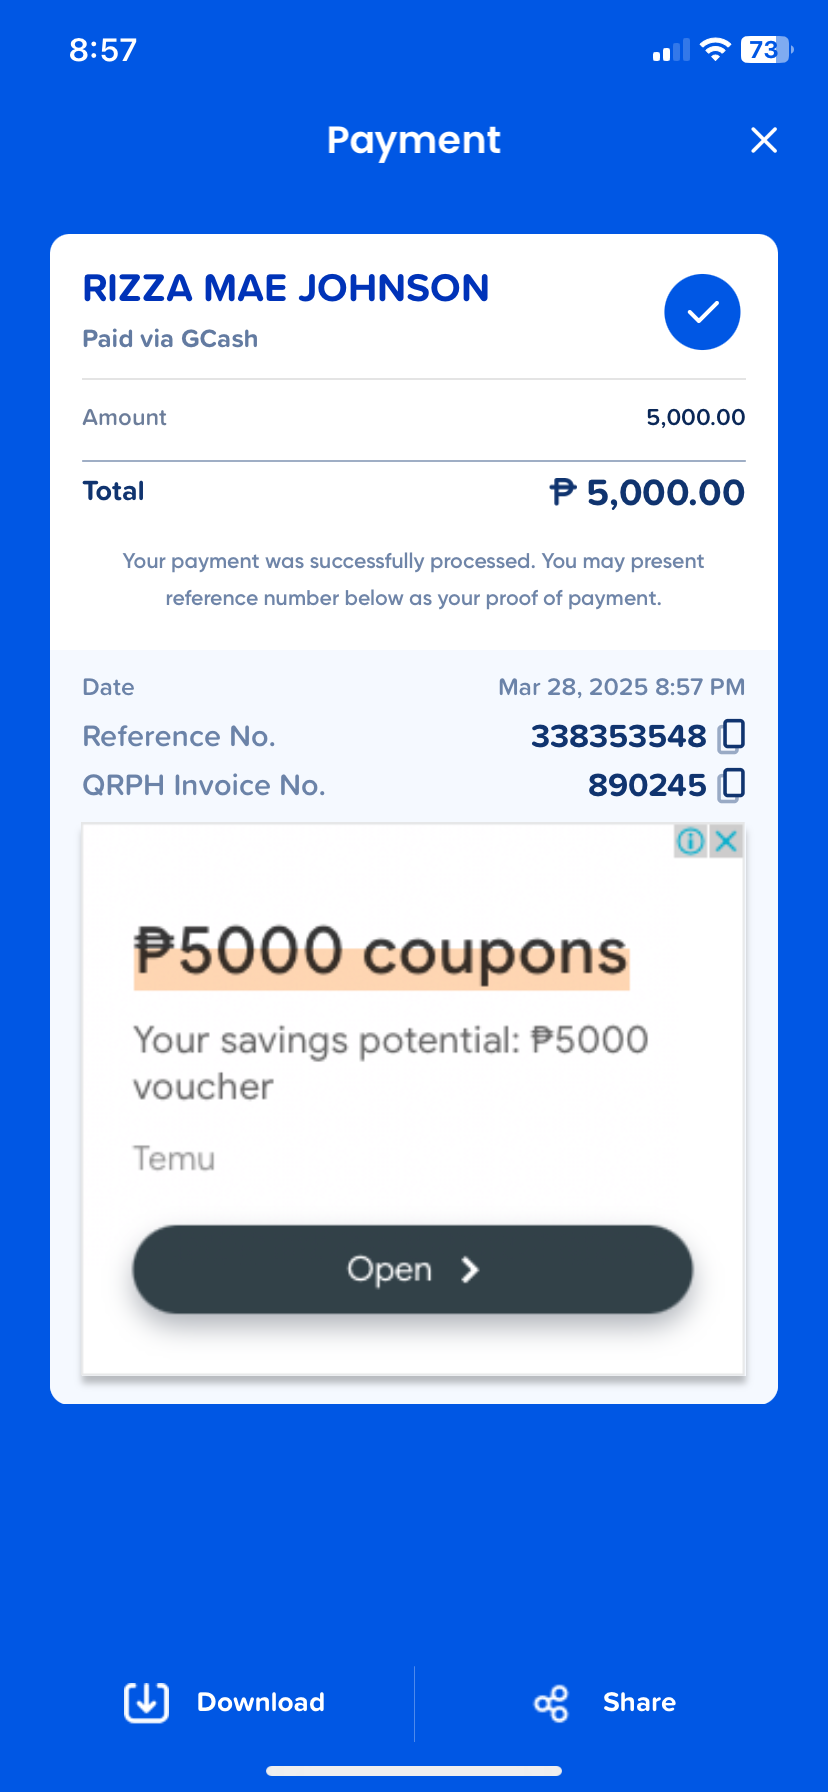 8:57
73
Payment
RIZZA MAE JOHNSON
Paid via GCash
Amount 5,000.00
Total ₱ 5,000.00
Your payment was successfully processed. You may present
reference number below as your proof of payment.
Date Mar 28, 2025 8:57 PM
Reference No. 338353548
QRPH Invoice No. 890245
₱5000 coupons
Your savings potential: ₱5000
voucher
Temu
Open
Download Share